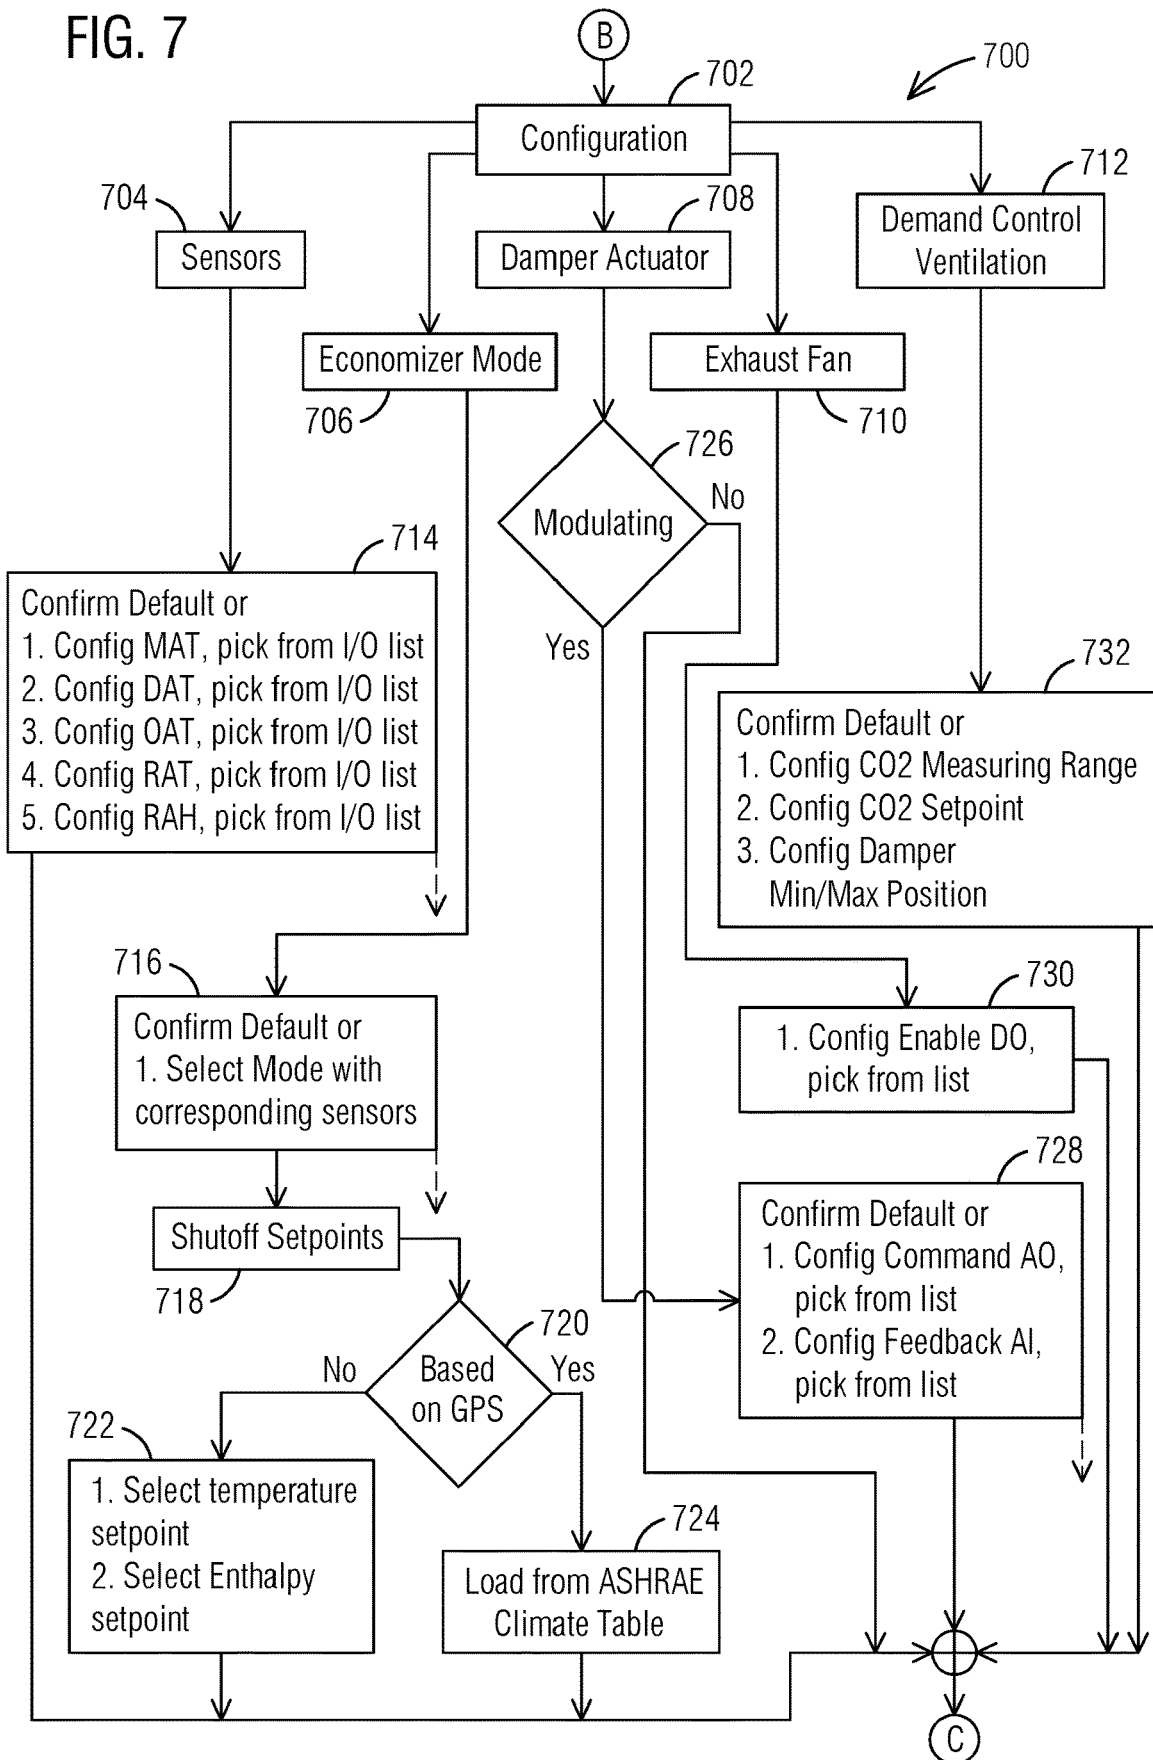 FIG. 7
B
700
702
Configuration
704
Sensors
708
Damper Actuator
712
Demand Control
Ventilation
Economizer Mode
706
Exhaust Fan
710
726
Modulating
No
Yes
714
Confirm Default or
1. Config MAT, pick from I/O list
2. Config DAT, pick from I/O list
3. Config OAT, pick from I/O list
4. Config RAT, pick from I/O list
5. Config RAH, pick from I/O list
732
Confirm Default or
1. Config CO2 Measuring Range
2. Config CO2 Setpoint
3. Config Damper
Min/Max Position
716
Confirm Default or
1. Select Mode with
corresponding sensors
730
1. Config Enable DO,
pick from list
Shutoff Setpoints
718
728
Confirm Default or
1. Config Command AO,
pick from list
2. Config Feedback AI,
pick from list
720
Based
on GPS
No
Yes
722
1. Select temperature
setpoint
2. Select Enthalpy
setpoint
724
Load from ASHRAE
Climate Table
C